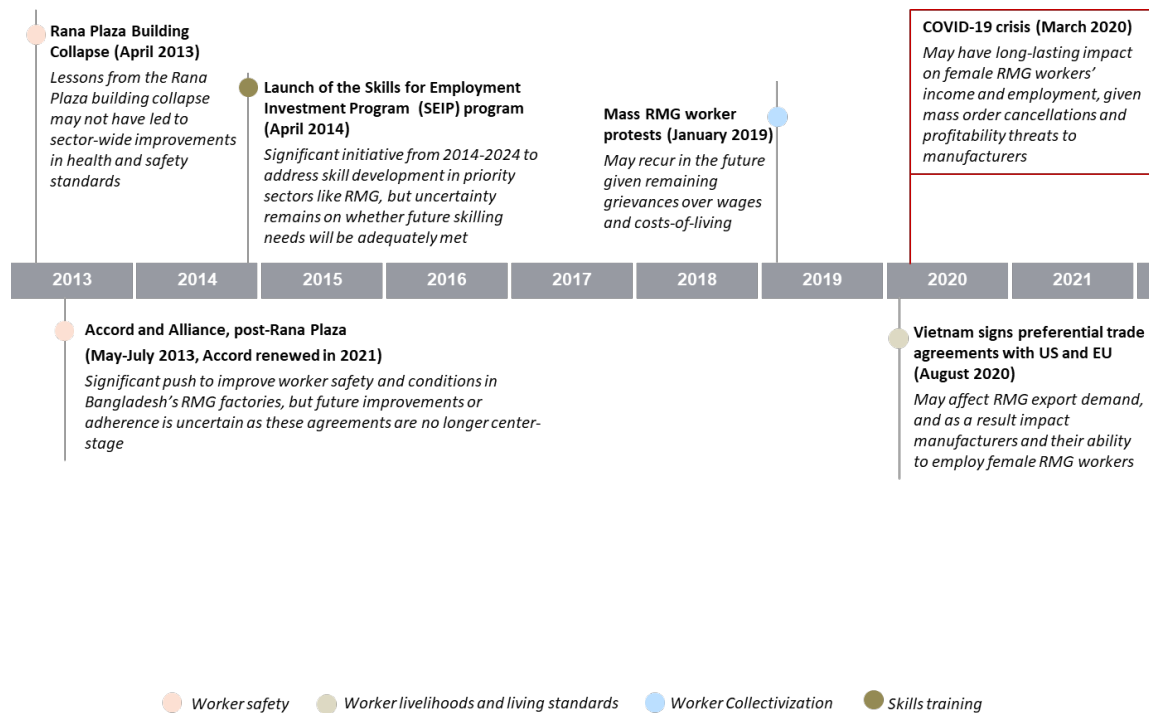 Rana Plaza Building
Collapse (April 2013)
Lessons from the Rana
Plaza building collapse
may not have led to
sector-wide improvements
in health and safety
standards
Launch of the Skills for Employment
Investment Program (SEIP) program
(April 2014)
Significant initiative from 2014-2024 to
address skill development in priority
sectors like RMG, but uncertainty
remains on whether future skilling
needs will be adequately met
Mass RMG worker
protests (January 2019)
May recur in the future
given remaining
grievances over wages
and costs-of-living
COVID-19 crisis (March 2020)
May have long-lasting impact
on female RMG workers’
income and employment, given
mass order cancellations and
profitability threats to
manufacturers
2013 2014 2015 2016 2017 2018 2019 2020 2021
Accord and Alliance, post-Rana Plaza
(May-July 2013, Accord renewed in 2021)
Significant push to improve worker safety and conditions in
Bangladesh’s RMG factories, but future improvements or
adherence is uncertain as these agreements are no longer center-
stage
Vietnam signs preferential trade
agreements with US and EU
(August 2020)
May affect RMG export demand,
and as a result impact
manufacturers and their ability
to employ female RMG workers
Worker safety Worker livelihoods and living standards Worker Collectivization Skills training